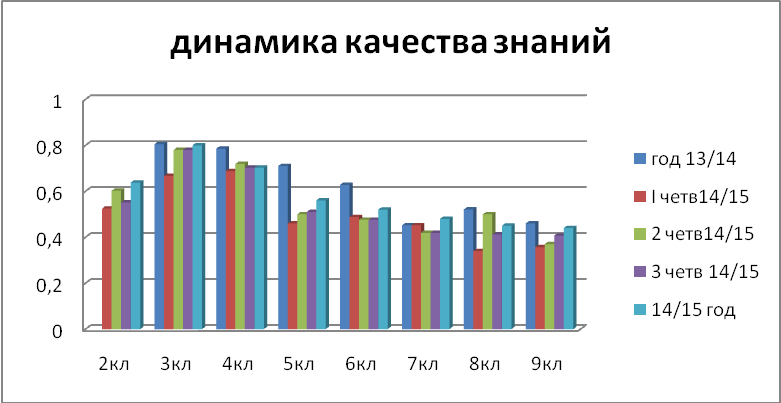 динамика качества знаний
1
0,8
0,6
0,4
0,2
0
2кл 3кл 4кл 5кл 6кл 7кл 8кл 9кл
год 13/14
I четв14/15
2 четв14/15
3 четв 14/15
14/15 год